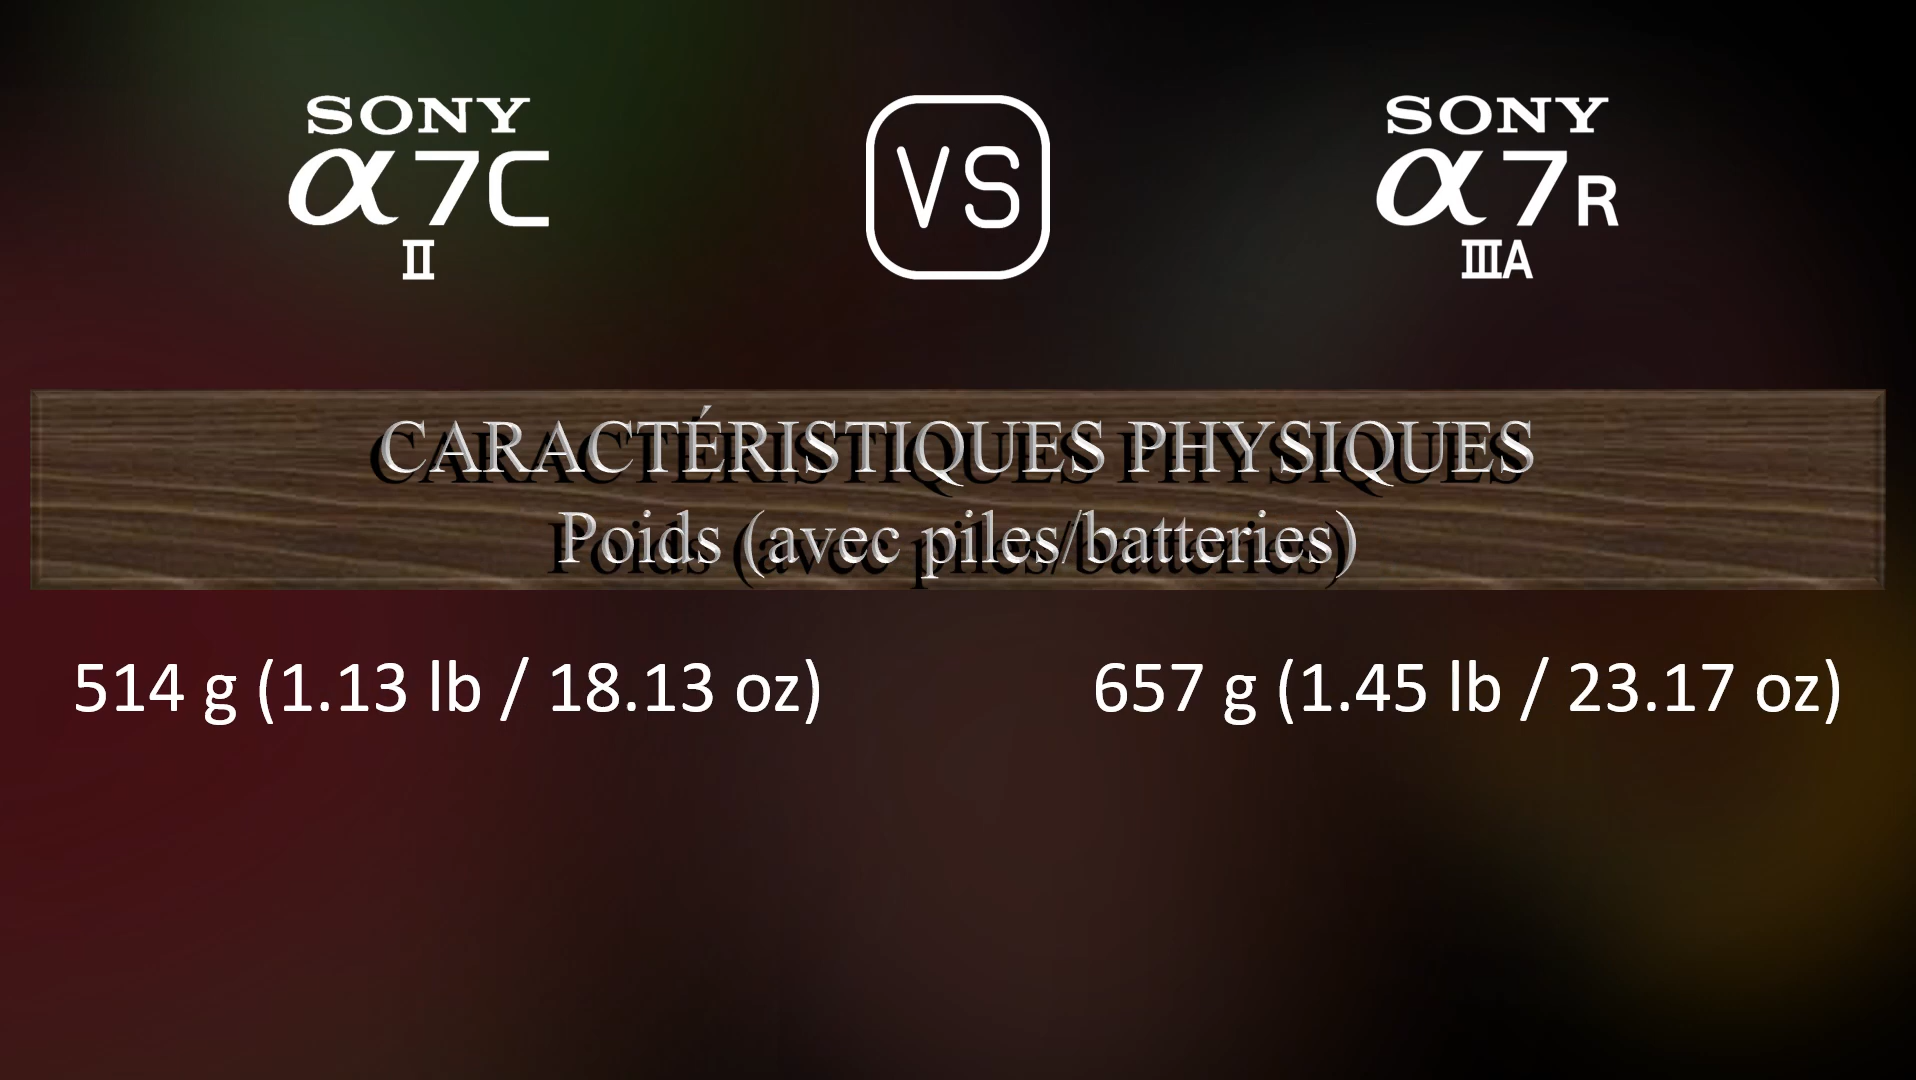 SONY
α7C
II
VS
SONY
α7R
IIIA
CARACTÉRISTIQUES PHYSIQUES
Poids (avec piles/batteries)
514 g (1.13 lb / 18.13 oz)
657 g (1.45 lb / 23.17 oz)